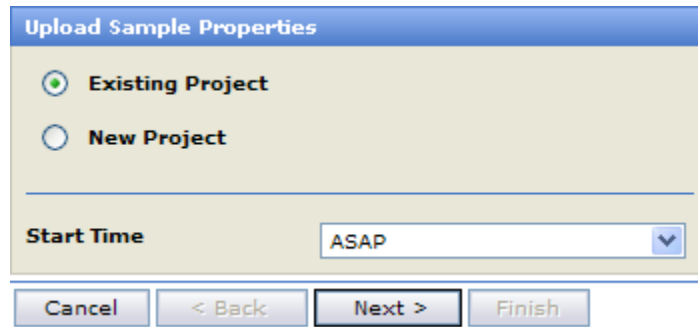 Upload Sample Properties
Existing Project
New Project
Start Time ASAP
Cancel < Back Next > Finish